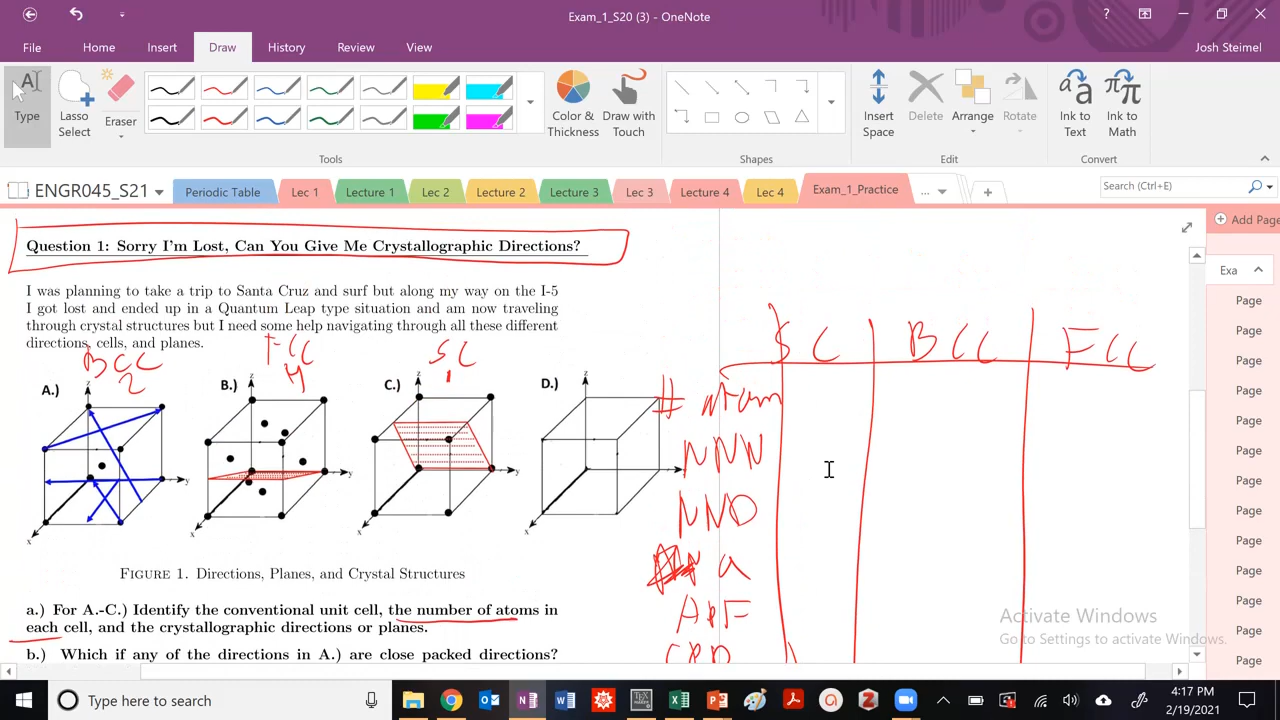 Exam_1_S20 (3) - OneNote
?
File
Home
Insert
Draw
History
Review
View
Josh Steimel
Type
Lasso Select
Eraser
Color & Thickness
Draw with Touch
Insert Space
Delete
Arrange
Rotate
Ink to Text
Ink to Math
Tools
Shapes
Edit
Convert
ENGR045_S21
Periodic Table
Lec 1
Lecture 1
Lec 2
Lecture 2
Lecture 3
Lec 3
Lecture 4
Lec 4
Exam_1_Practice
...
Search (Ctrl+E)
Add Page
Exa
Page
Page
Page
Page
Page
Page
Page
Page
Page
Page
Page
Page
Page
Question 1: Sorry I'm Lost, Can You Give Me Crystallographic Directions?
I was planning to take a trip to Santa Cruz and surf but along my way on the I-5
I got lost and ended up in a Quantum Leap type situation and am now traveling
through crystal structures but I need some help navigating through all these different
directions, cells, and planes.
BCC
2
FCC
4
SC
1
A.)
z
y
x
B.)
z
y
x
C.)
z
y
x
D.)
z
y
x
FIGURE 1. Directions, Planes, and Crystal Structures
a.) For A.-C.) Identify the conventional unit cell, the number of atoms in
each cell, and the crystallographic directions or planes.
b.) Which if any of the directions in A.) are close packed directions?
SC
BCC
FCC
# atom
NNN
NND
a
APF
CPD
Activate Windows
Go to Settings to activate Windows.
Type here to search
4:17 PM
2/19/2021